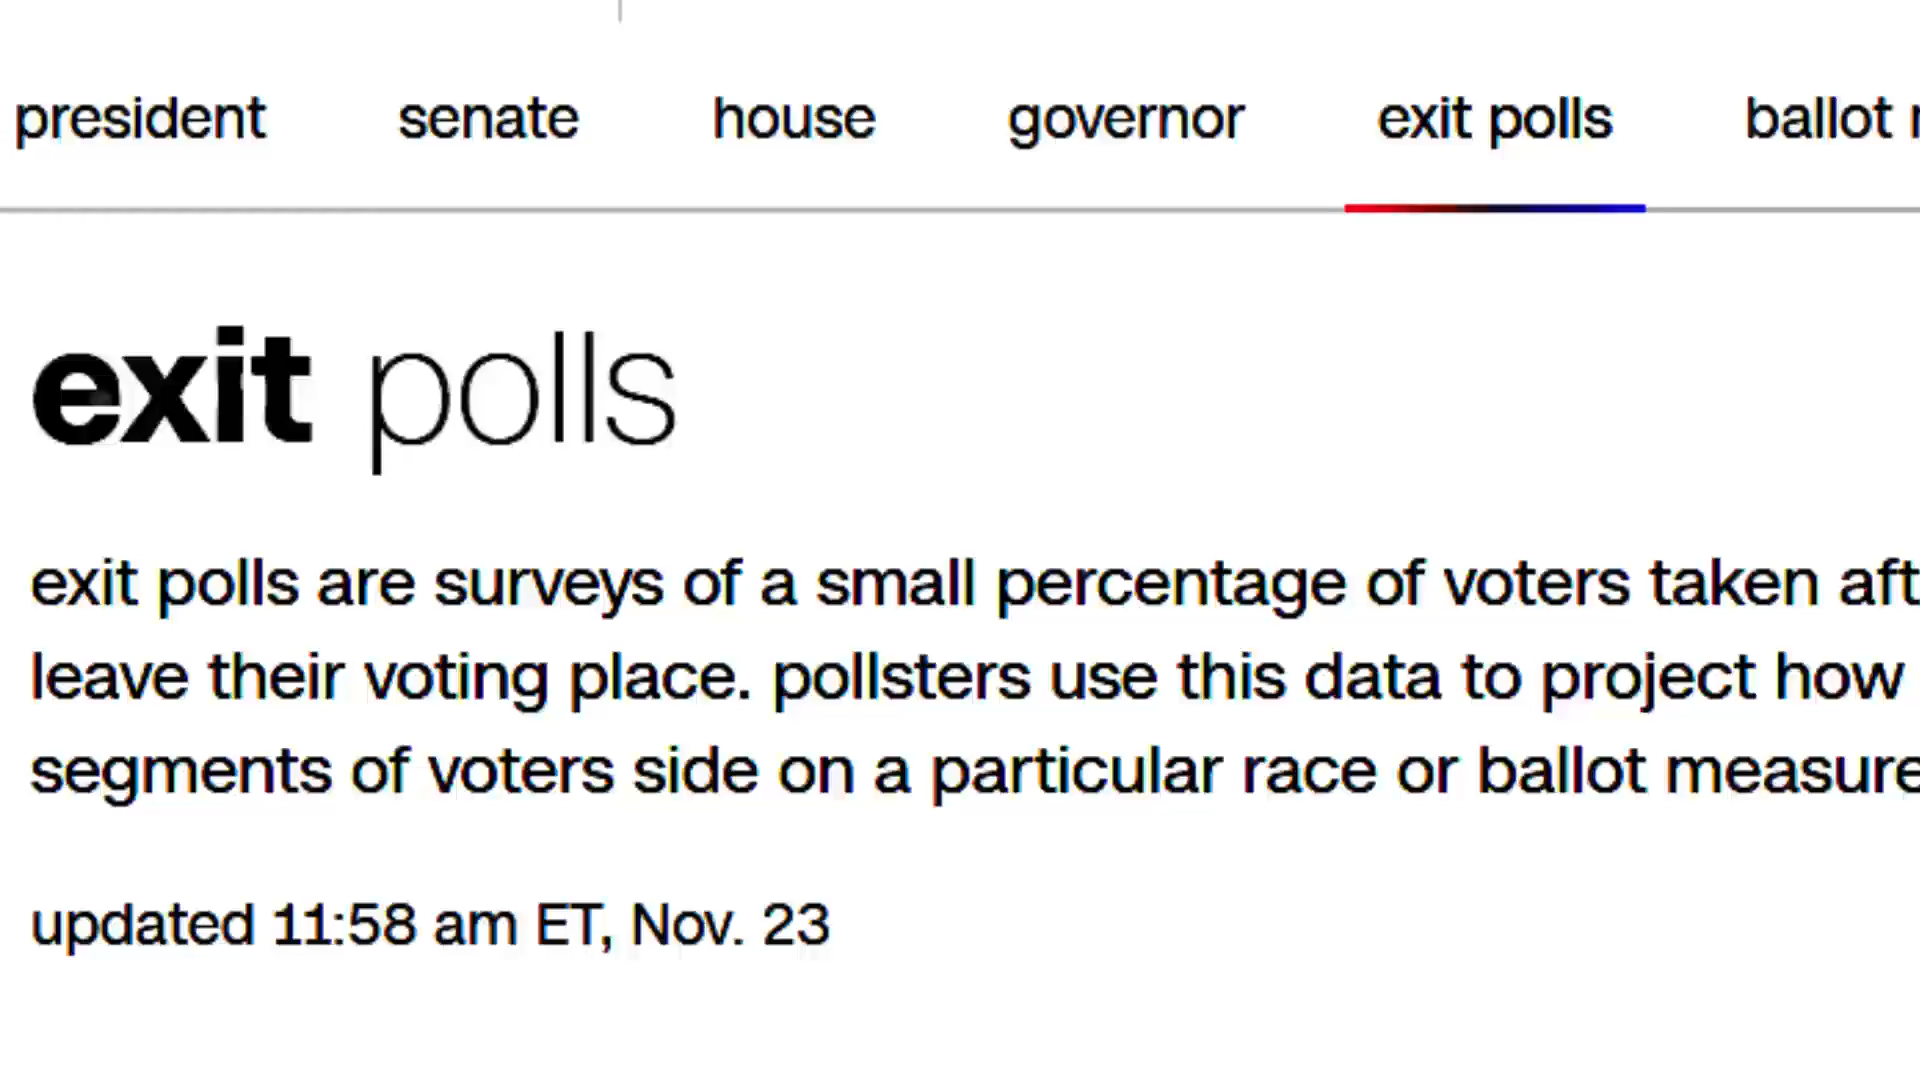 president senate house governor exit polls ballot
exit polls
exit polls are surveys of a small percentage of voters taken
leave their voting place. pollsters use this data to project how
segments of voters side on a particular race or ballot measure
updated 11:58 am ET, Nov. 23